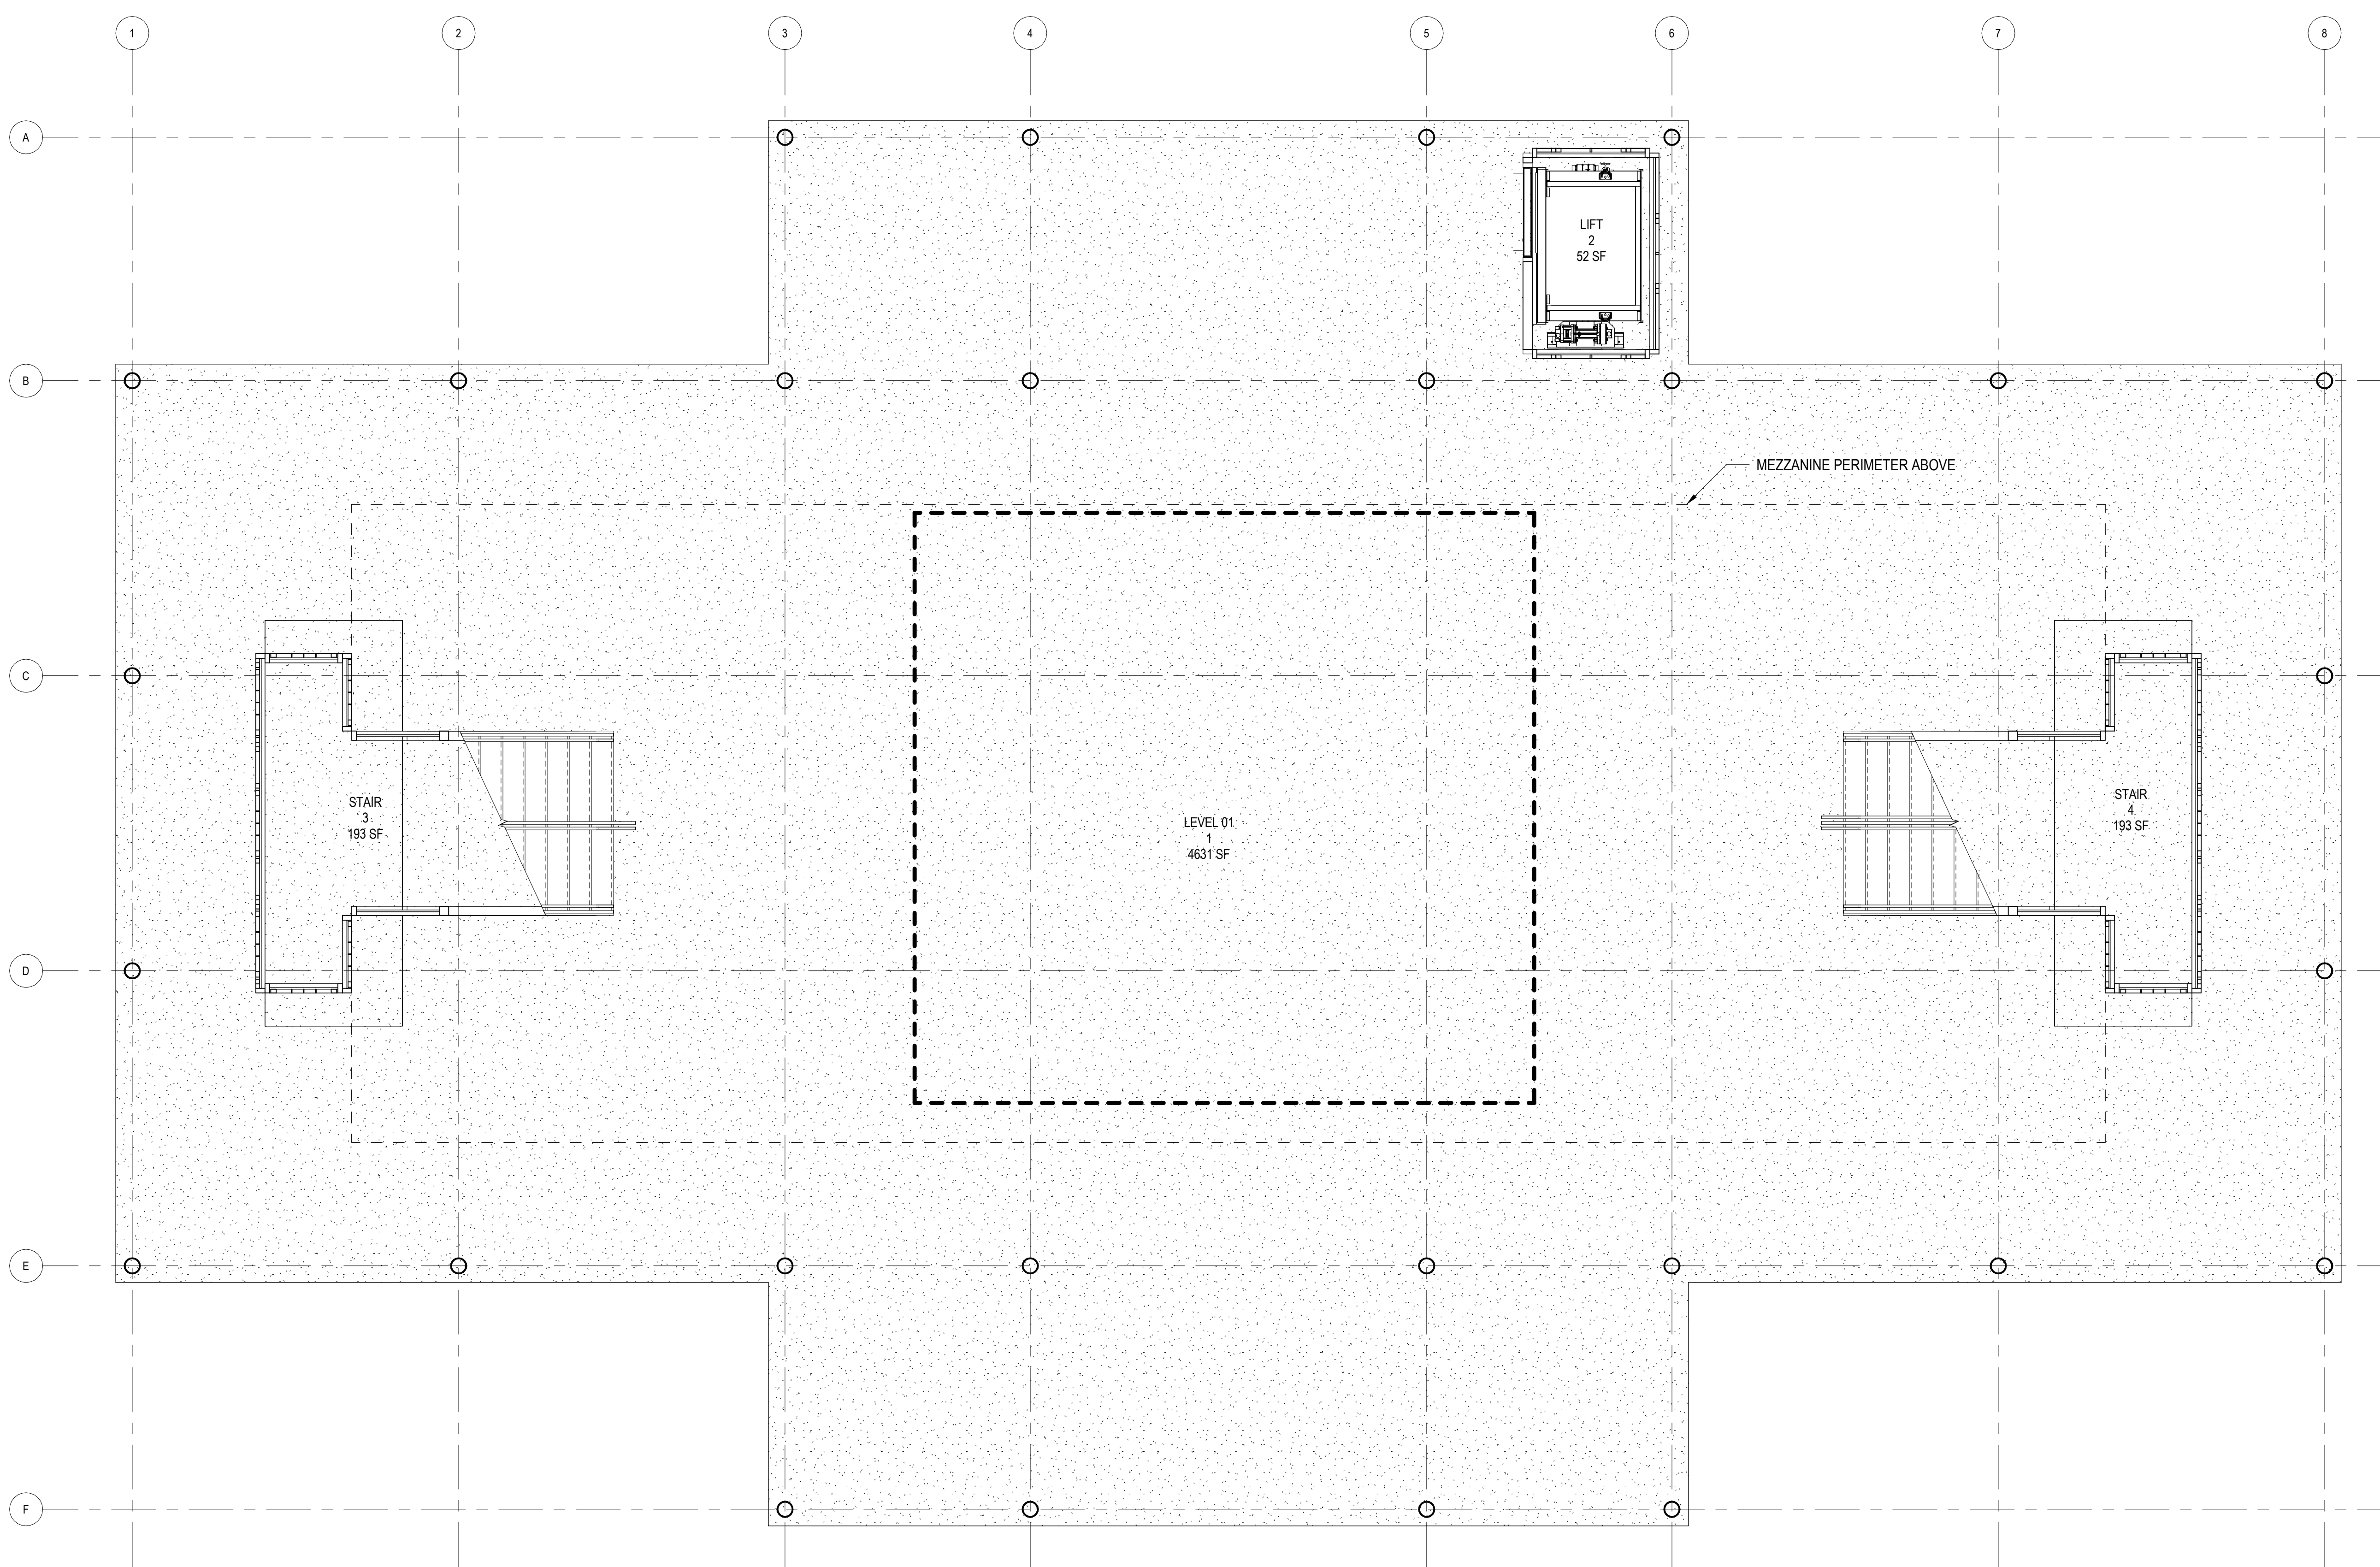 1
2
3
4
5
6
7
8
A
LIFT
2
52 SF
B
MEZZANINE PERIMETER ABOVE
C
STAIR
3
193 SF
LEVEL 01
1
4631 SF
STAIR
4
193 SF
D
E
F